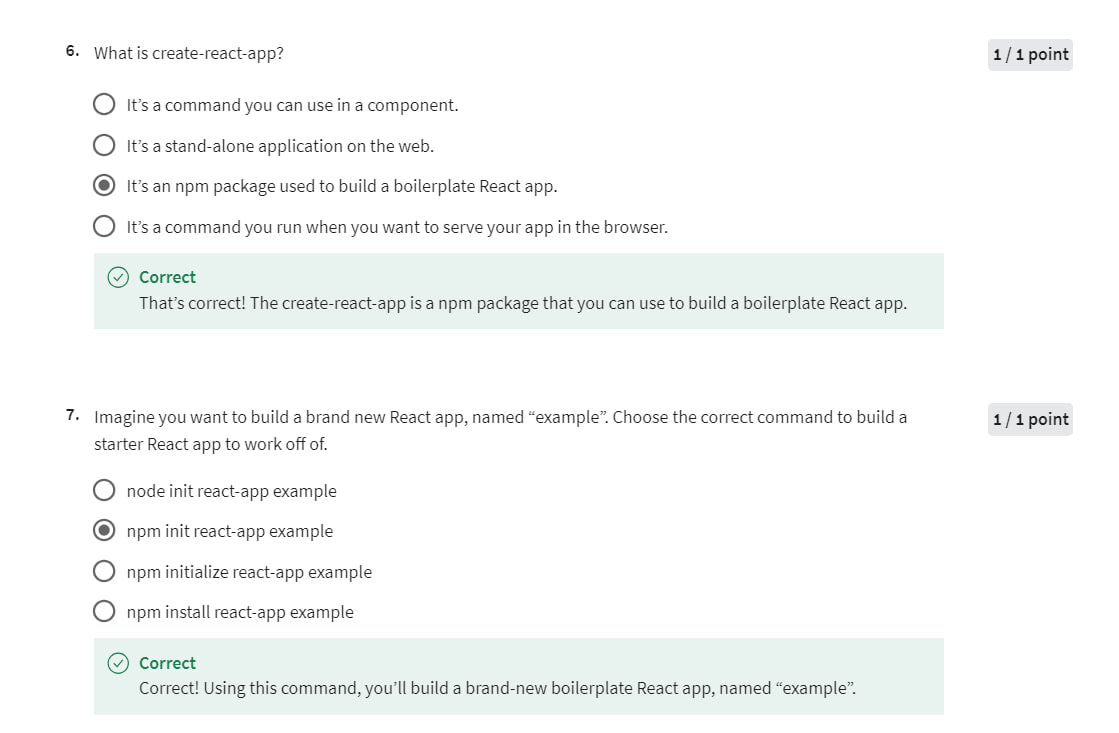 6. What is create-react-app?
1 / 1 point
It’s a command you can use in a component.
It’s a stand-alone application on the web.
It’s an npm package used to build a boilerplate React app.
It’s a command you run when you want to serve your app in the browser.
Correct
That’s correct! The create-react-app is a npm package that you can use to build a boilerplate React app.
7. Imagine you want to build a brand new React app, named “example”. Choose the correct command to build a
1 / 1 point
starter React app to work off of.
node init react-app example
npm init react-app example
npm initialize react-app example
npm install react-app example
Correct
Correct! Using this command, you’ll build a brand-new boilerplate React app, named “example”.